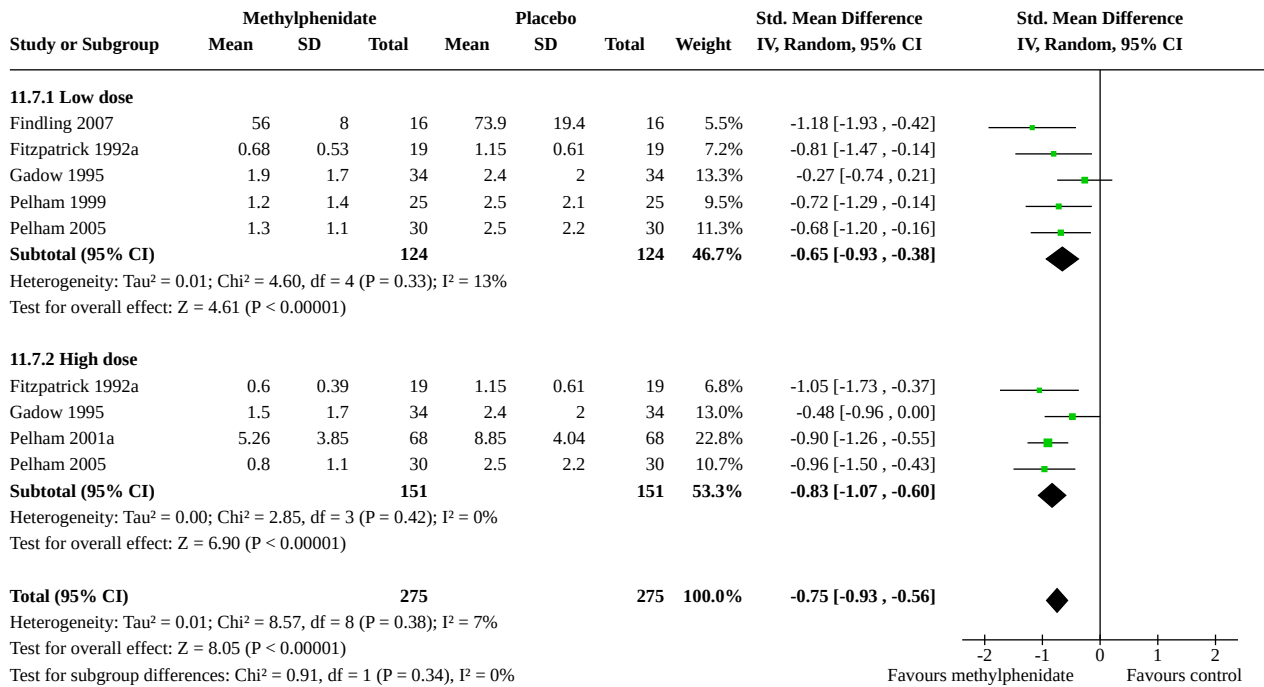 Methylphenidate Placebo Std. Mean Difference Std. Mean Difference
Study or Subgroup Mean SD Total Mean SD Total Weight IV, Random, 95% CI IV, Random, 95% CI
11.7.1 Low dose
Findling 2007 56 8 16 73.9 19.4 16 5.5% -1.18 [-1.93 , -0.42]
Fitzpatrick 1992a 0.68 0.53 19 1.15 0.61 19 7.2% -0.81 [-1.47 , -0.14]
Gadow 1995 1.9 1.7 34 2.4 2 34 13.3% -0.27 [-0.74 , 0.21]
Pelham 1999 1.2 1.4 25 2.5 2.1 25 9.5% -0.72 [-1.29 , -0.14]
Pelham 2005 1.3 1.1 30 2.5 2.2 30 11.3% -0.68 [-1.20 , -0.16]
Subtotal (95% CI) 124 124 46.7% -0.65 [-0.93 , -0.38]
Heterogeneity: Tau² = 0.01; Chi² = 4.60, df = 4 (P = 0.33); I² = 13%
Test for overall effect: Z = 4.61 (P < 0.00001)
11.7.2 High dose
Fitzpatrick 1992a 0.6 0.39 19 1.15 0.61 19 6.8% -1.05 [-1.73 , -0.37]
Gadow 1995 1.5 1.7 34 2.4 2 34 13.0% -0.48 [-0.96 , 0.00]
Pelham 2001a 5.26 3.85 68 8.85 4.04 68 22.8% -0.90 [-1.26 , -0.55]
Pelham 2005 0.8 1.1 30 2.5 2.2 30 10.7% -0.96 [-1.50 , -0.43]
Subtotal (95% CI) 151 151 53.3% -0.83 [-1.07 , -0.60]
Heterogeneity: Tau² = 0.00; Chi² = 2.85, df = 3 (P = 0.42); I² = 0%
Test for overall effect: Z = 6.90 (P < 0.00001)
Total (95% CI) 275 275 100.0% -0.75 [-0.93 , -0.56]
Heterogeneity: Tau² = 0.01; Chi² = 8.57, df = 8 (P = 0.38); I² = 7%
Test for overall effect: Z = 8.05 (P < 0.00001) -2 -1 0 1 2
Test for subgroup differences: Chi² = 0.91, df = 1 (P = 0.34), I² = 0% Favours methylphenidate Favours control